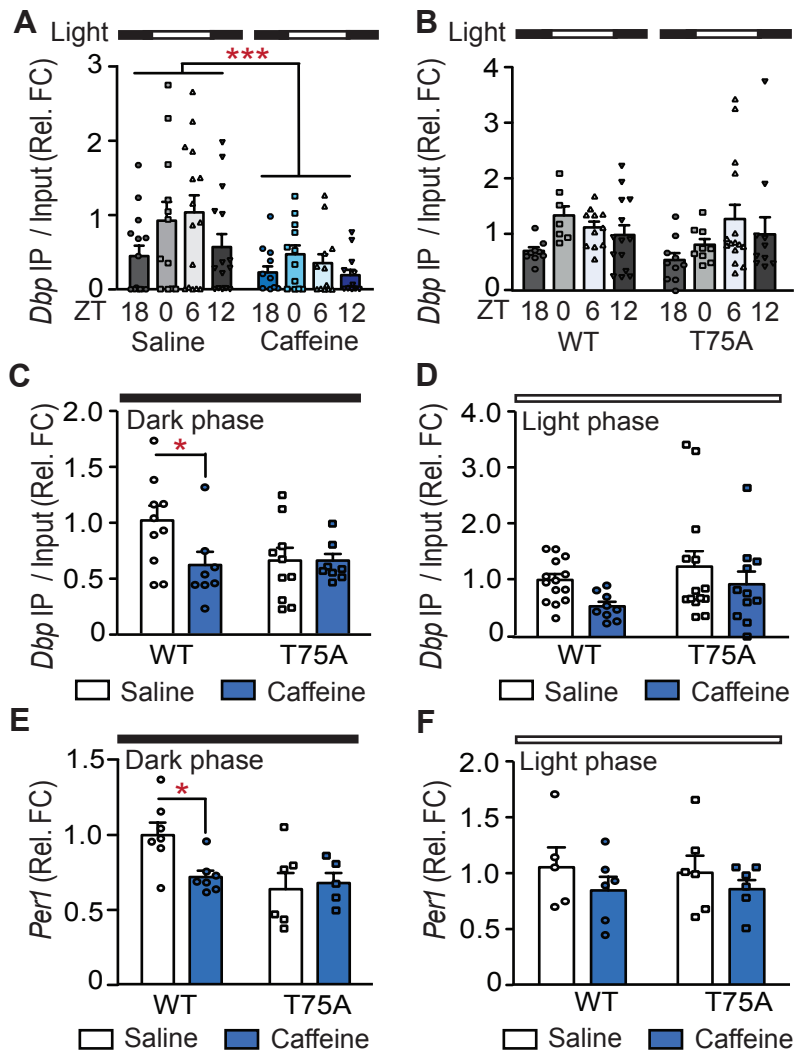 A
Light
***
Dbp IP / Input (Rel. FC)
3
2
1
0
ZT 18 0 6 12 18 0 6 12
Saline Caffeine
B
Light
Dbp IP / Input (Rel. FC)
4
3
2
1
0
ZT 18 0 6 12 18 0 6 12
WT T75A
C
Dark phase
*
Dbp IP / Input (Rel. FC)
2.0
1.5
1.0
0.5
0
WT T75A
Saline Caffeine
D
Light phase
Dbp IP / Input (Rel. FC)
4.0
3.0
2.0
1.0
0
WT T75A
Saline Caffeine
E
Dark phase
*
Per1 (Rel. FC)
1.5
1.0
0.5
0
WT T75A
Saline Caffeine
F
Light phase
Per1 (Rel. FC)
2.0
1.5
1.0
0.5
0
WT T75A
Saline Caffeine